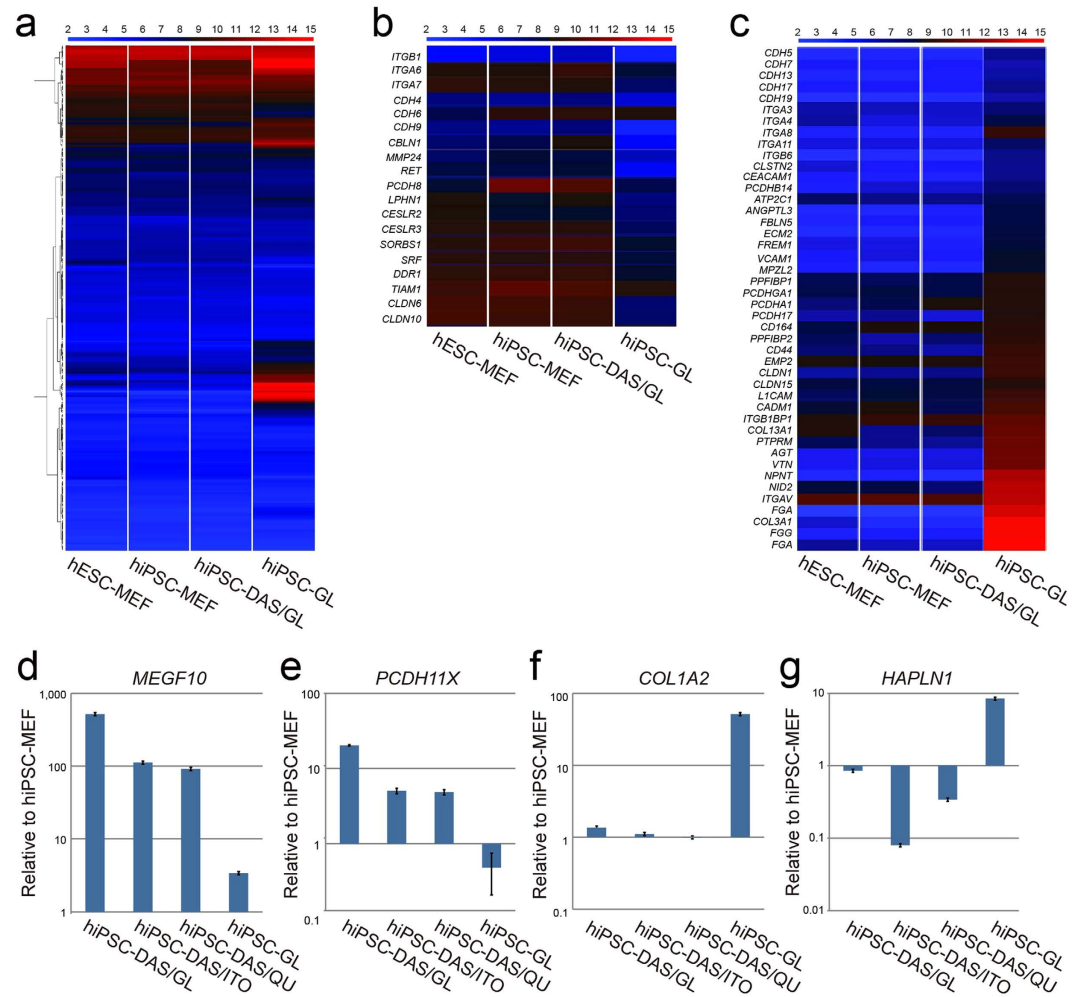 a
2 3 4 5 6 7 8 9 10 11 12 13 14 15
hESC-MEF
hiPSC-MEF
hiPSC-DAS/GL
hiPSC-GL
b
2 3 4 5 6 7 8 9 10 11 12 13 14 15
ITGB1
ITGA6
ITGA7
CDH4
CDH6
CDH9
CBLN1
MMP24
RET
PCDH8
LPHN1
CESLR2
CESLR3
SORBS1
SRF
DDR1
TIAM1
CLDN6
CLDN10
hESC-MEF
hiPSC-MEF
hiPSC-DAS/GL
hiPSC-GL
c
2 3 4 5 6 7 8 9 10 11 12 13 14 15
CDH5
CDH7
CDH13
CDH17
CDH19
ITGA3
ITGA4
ITGA8
ITGA11
ITGB6
CLSTN2
CEACAM1
PCDHB14
ATP2C1
ANGPTL3
FBLN5
ECM2
FREM1
VCAM1
MPZL2
PPFIBP1
PCDHGA1
PCDHA1
PCDH17
CD164
PPFIBP2
CD44
EMP2
CLDN1
CLDN15
L1CAM
CADM1
ITGB1BP1
COL13A1
PTPRM
AGT
VTN
NPNT
NID2
ITGAV
FGA
COL3A1
FGG
FGA
hESC-MEF
hiPSC-MEF
hiPSC-DAS/GL
hiPSC-GL
d
MEGF10
Relative to hiPSC-MEF
1,000
100
10
1
hiPSC-DAS/GL
hiPSC-DAS/ITO
hiPSC-DAS/QU
hiPSC-GL
e
PCDH11X
Relative to hiPSC-MEF
100
10
1
0.1
hiPSC-DAS/GL
hiPSC-DAS/ITO
hiPSC-DAS/QU
hiPSC-GL
f
COL1A2
Relative to hiPSC-MEF
100
10
1
0.1
hiPSC-DAS/GL
hiPSC-DAS/ITO
hiPSC-DAS/QU
hiPSC-GL
g
HAPLN1
Relative to hiPSC-MEF
10
1
0.1
0.01
hiPSC-DAS/GL
hiPSC-DAS/ITO
hiPSC-DAS/QU
hiPSC-GL